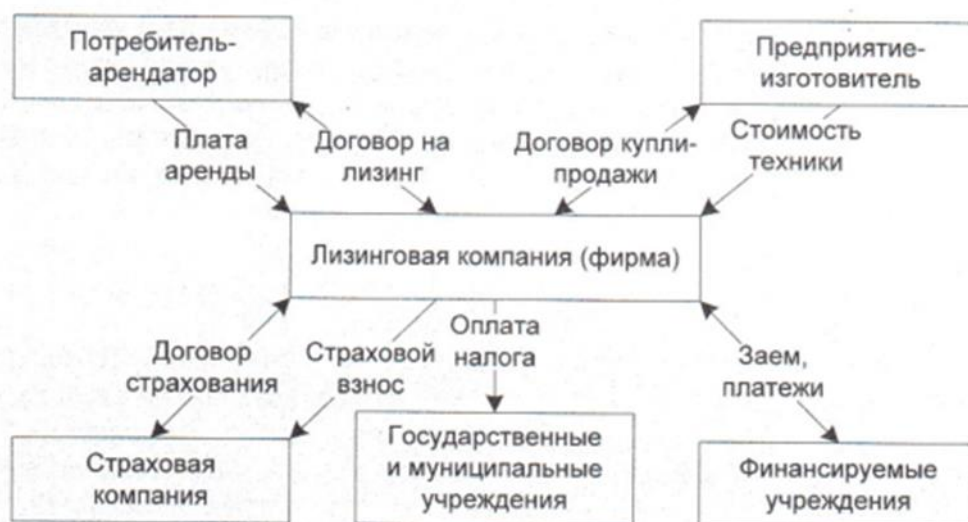 Потребитель-
арендатор
Предприятие-
изготовитель
Плата
аренды
Договор на
лизинг
Договор купли-
продажи
Стоимость
техники
Лизинговая компания (фирма)
Договор
страхования
Страховой
взнос
Оплата
налога
Заем,
платежи
Страховая
компания
Государственные
и муниципальные
учреждения
Финансируемые
учреждения